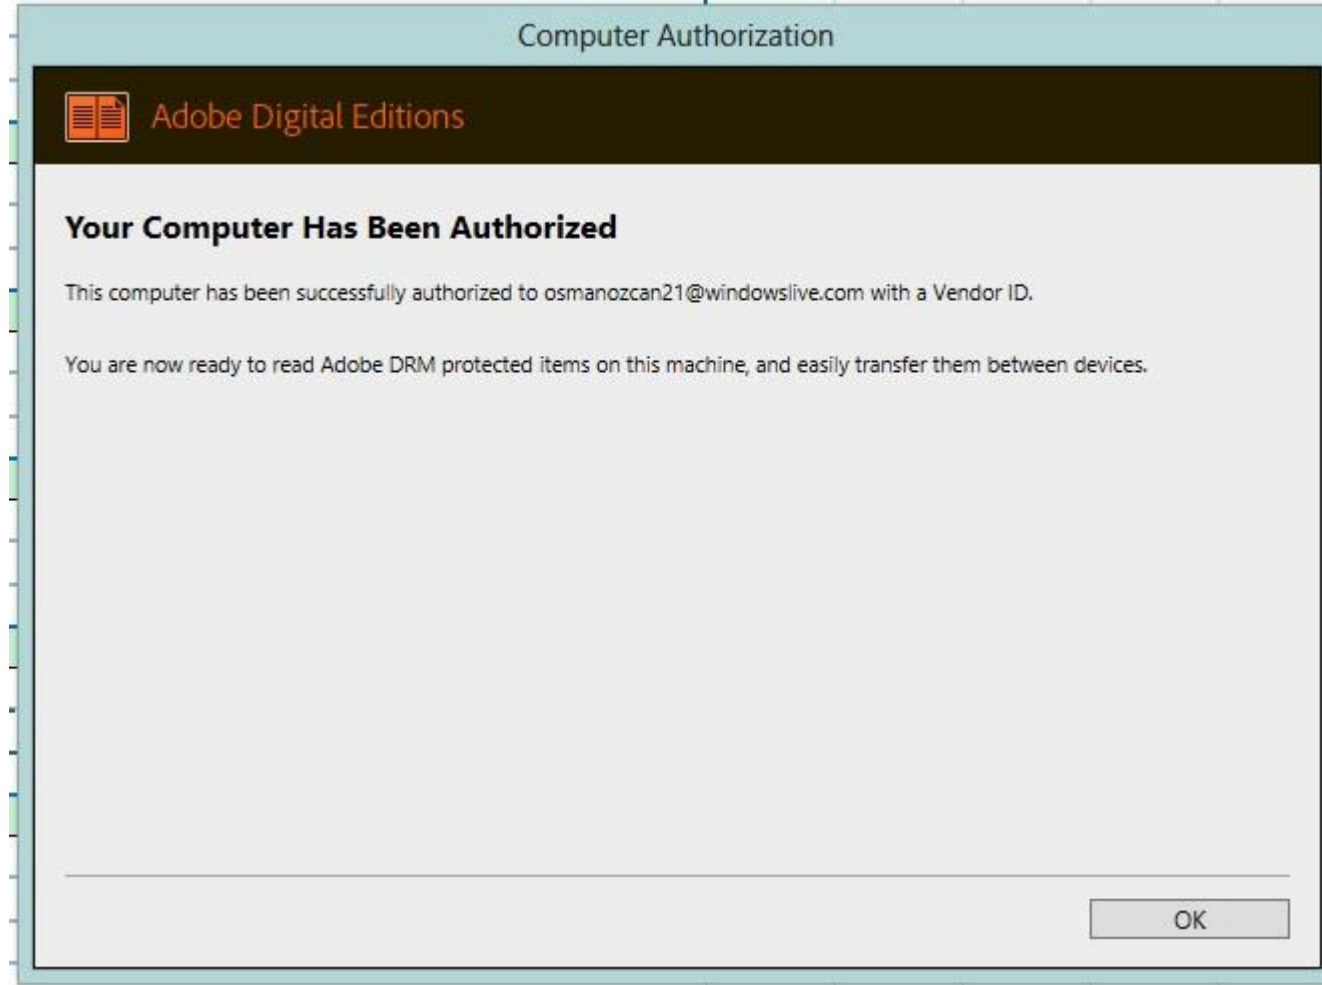 Computer Authorization
Adobe Digital Editions
Your Computer Has Been Authorized
This computer has been successfully authorized to osmanozcan21@windowslive.com with a Vendor ID.
You are now ready to read Adobe DRM protected items on this machine, and easily transfer them between devices.
OK